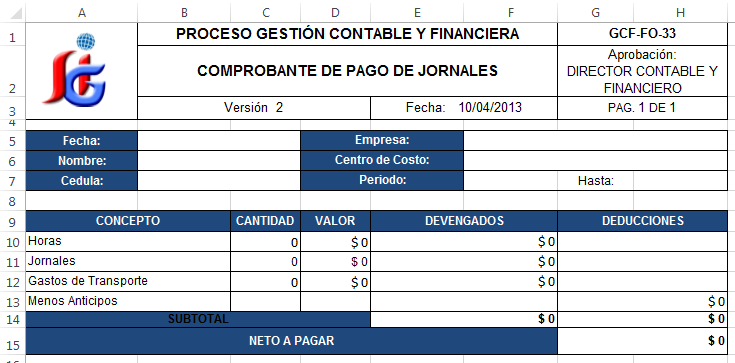 A B C D E F G H
1 PROCESO GESTIÓN CONTABLE Y FINANCIERA GCF-FO-33
2 COMPROBANTE DE PAGO DE JORNALES Aprobación:
DIRECTOR CONTABLE Y
FINANCIERO
3 Versión 2 Fecha: 10/04/2013 PAG. 1 DE 1
4
5 Fecha: Empresa:
6 Nombre: Centro de Costo:
7 Cedula: Periodo: Hasta:
8
9 CONCEPTO CANTIDAD VALOR DEVENGADOS DEDUCCIONES
10 Horas 0 $ 0 $ 0
11 Jornales 0 $ 0 $ 0
12 Gastos de Transporte 0 $ 0 $ 0
13 Menos Anticipos $ 0
14 SUBTOTAL $ 0 $ 0
15 NETO A PAGAR $ 0